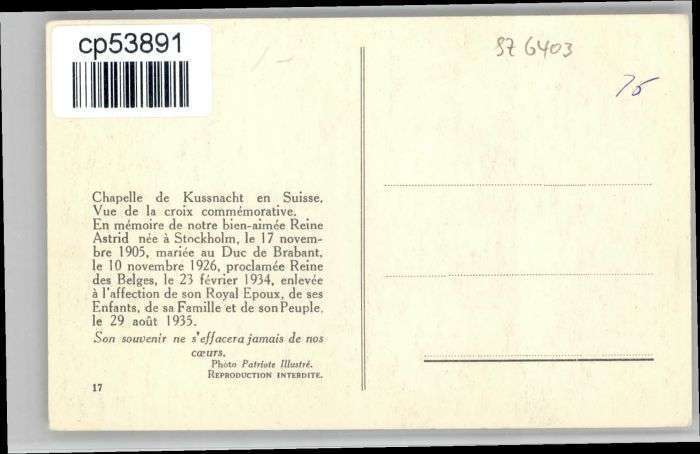 cp53891
SZ 6403
75
Chapelle de Kussnacht en Suisse.
Vue de la croix commémorative.
En mémoire de notre bien-aimée Reine
Astrid née à Stockholm, le 17 novem-
bre 1905, mariée au Duc de Brabant,
le 10 novembre 1926, proclamée Reine
des Belges, le 23 février 1934, enlevée
à l'affection de son Royal Epoux, de ses
Enfants, de sa Famille et de son Peuple,
le 29 août 1935.
Son souvenir ne s'effacera jamais de nos
cœurs.
Photo Patriote Illustré.
REPRODUCTION INTERDITE.
17